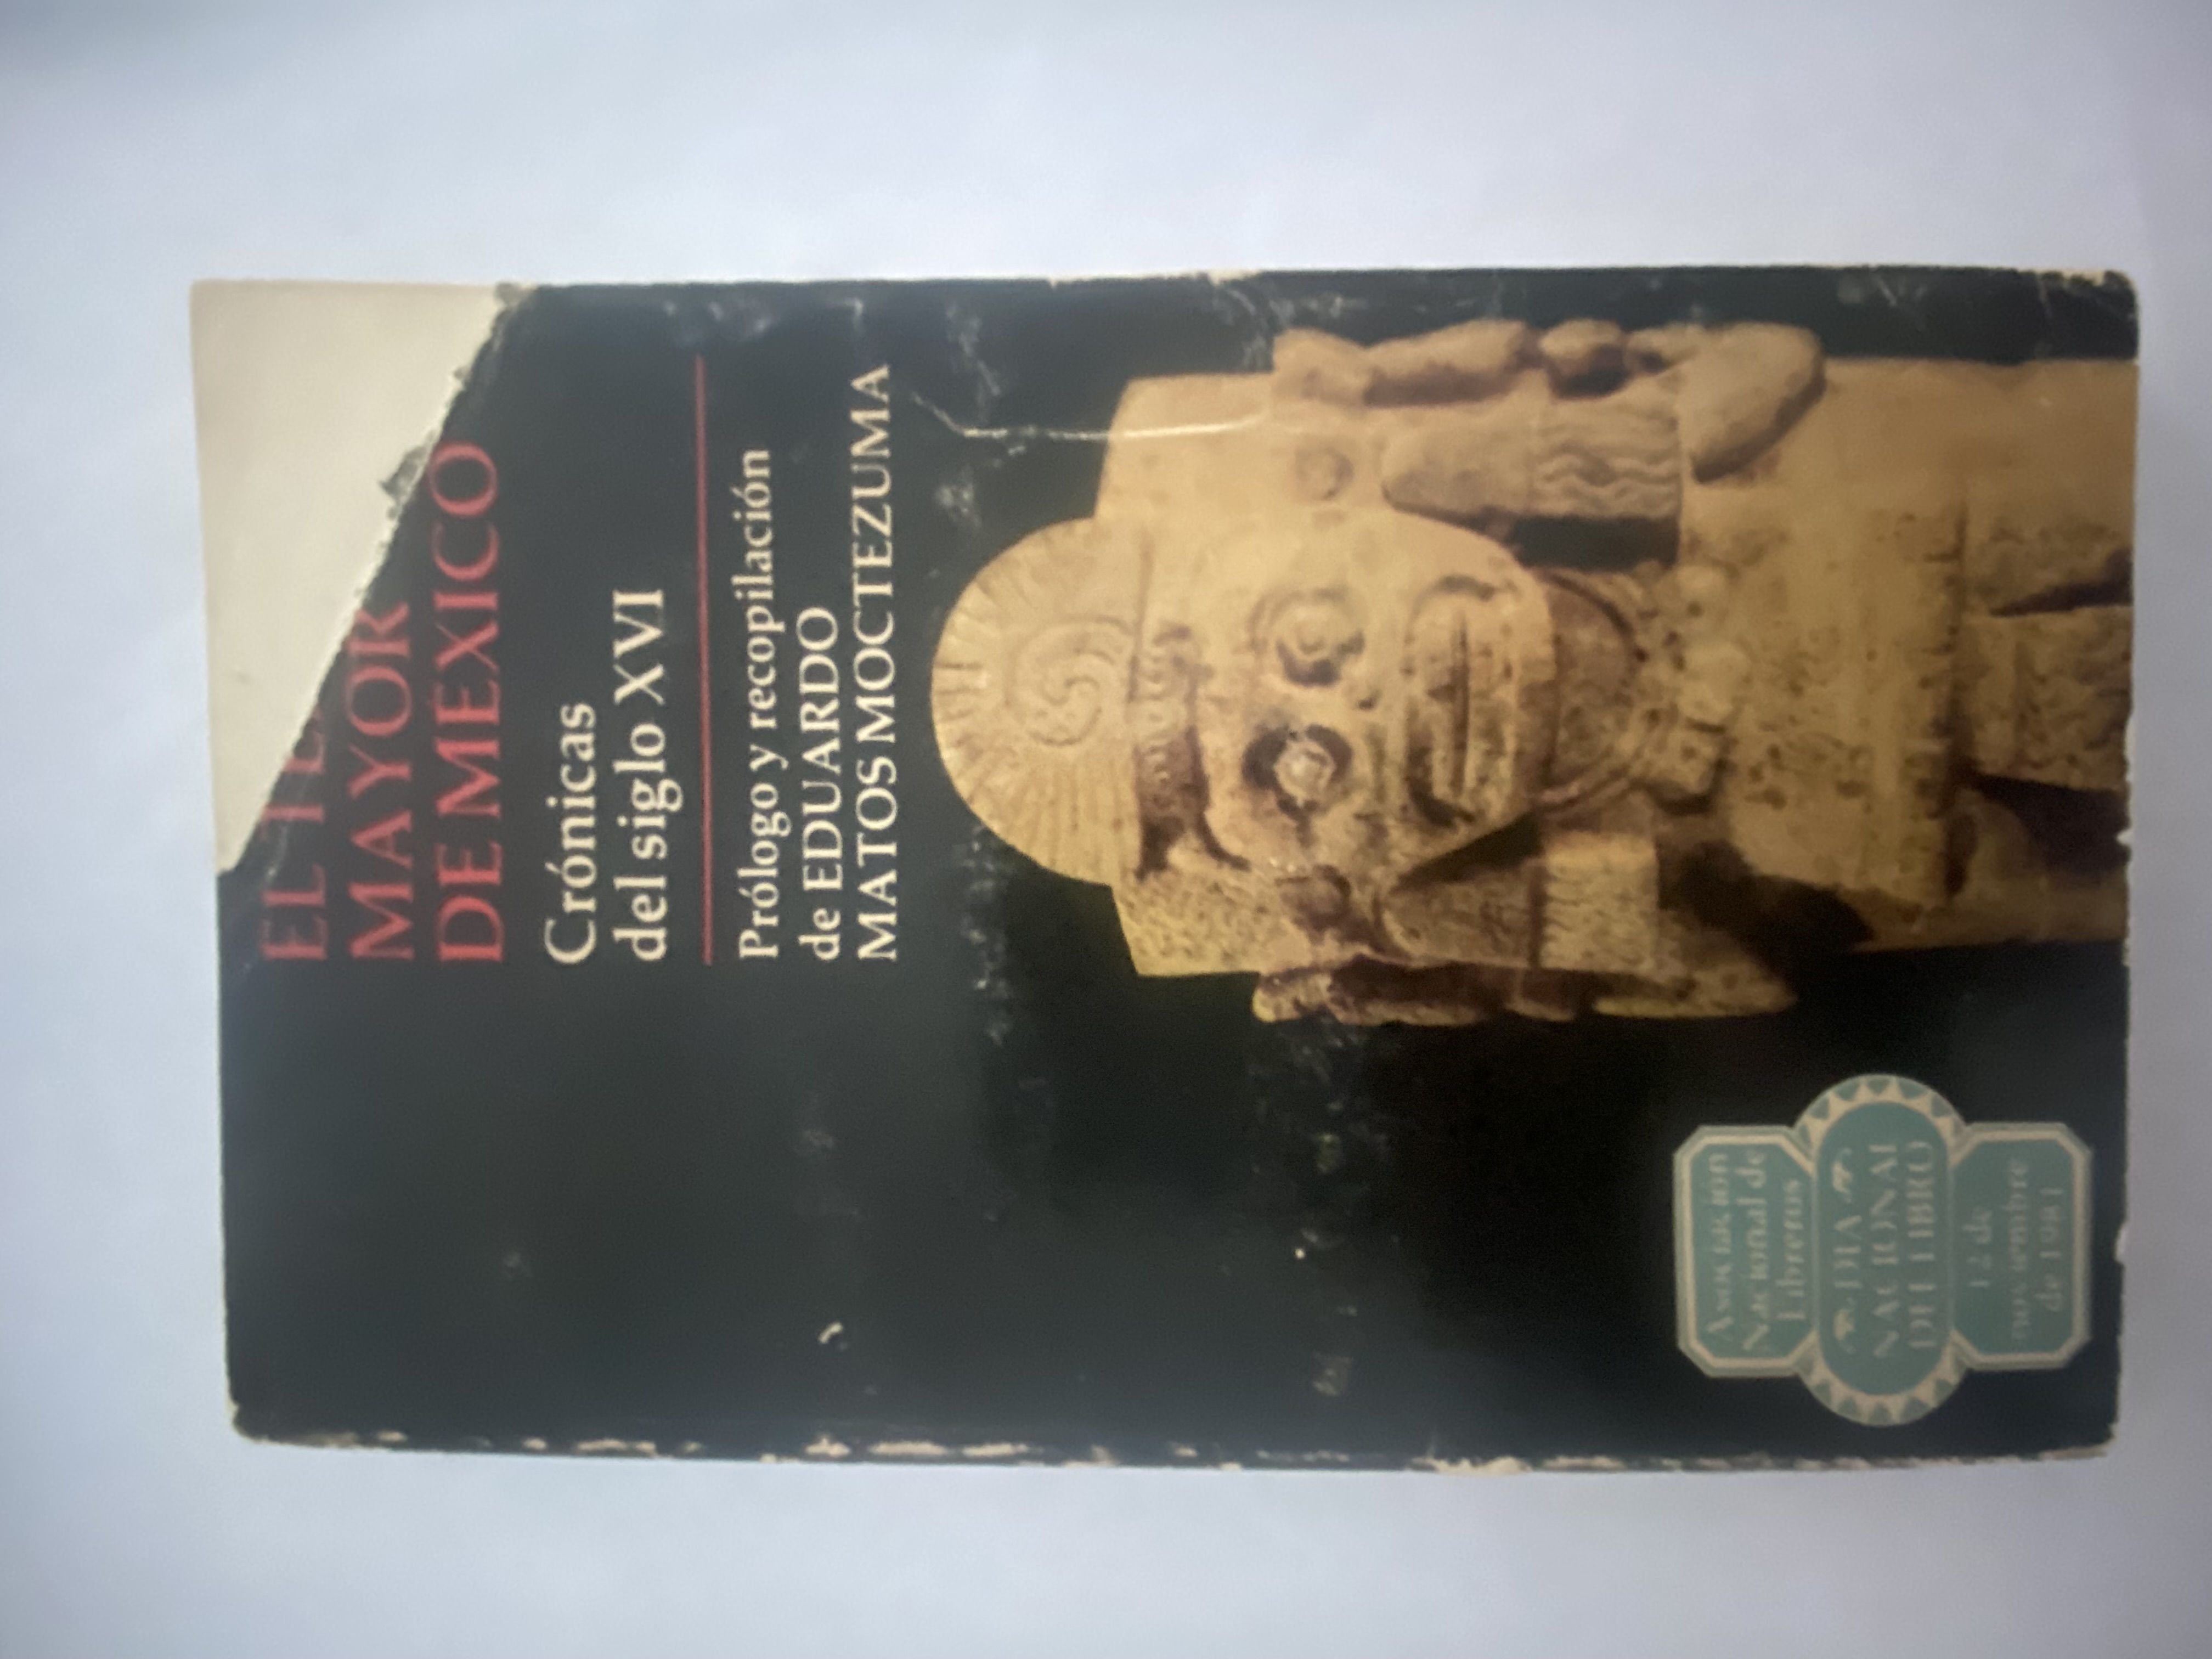 EL TE
MAYOR
DE MÉXICO
Crónicas
del siglo XVI
Prólogo y recopilación
de EDUARDO
MATOS MOCTEZUMA
Asociación
Nacional de
Libreros
DIA
NACIONAL
DEL LIBRO
12 de
noviembre
de 1981